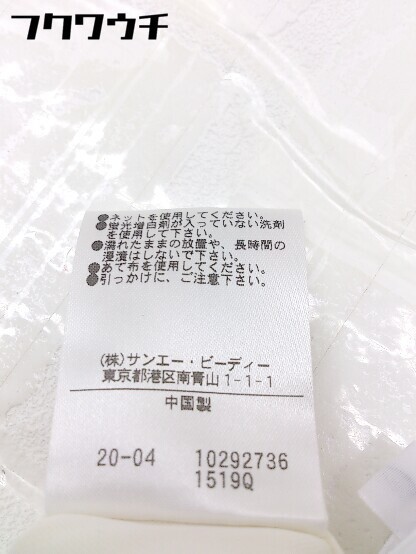 フクワウチ
●ネットを使用してください。
●蛍光増白剤が入っていない洗剤
を使用して下さい。
●濡れたままの放置や、長時間の
浸漬はしないで下さい。
●あて布を使用してください。
●引っかけに、ご注意下さい。
(株)サンエー・ビーディー
東京都港区南青山1-1-1
中国製
20-04 10292736
1519Q